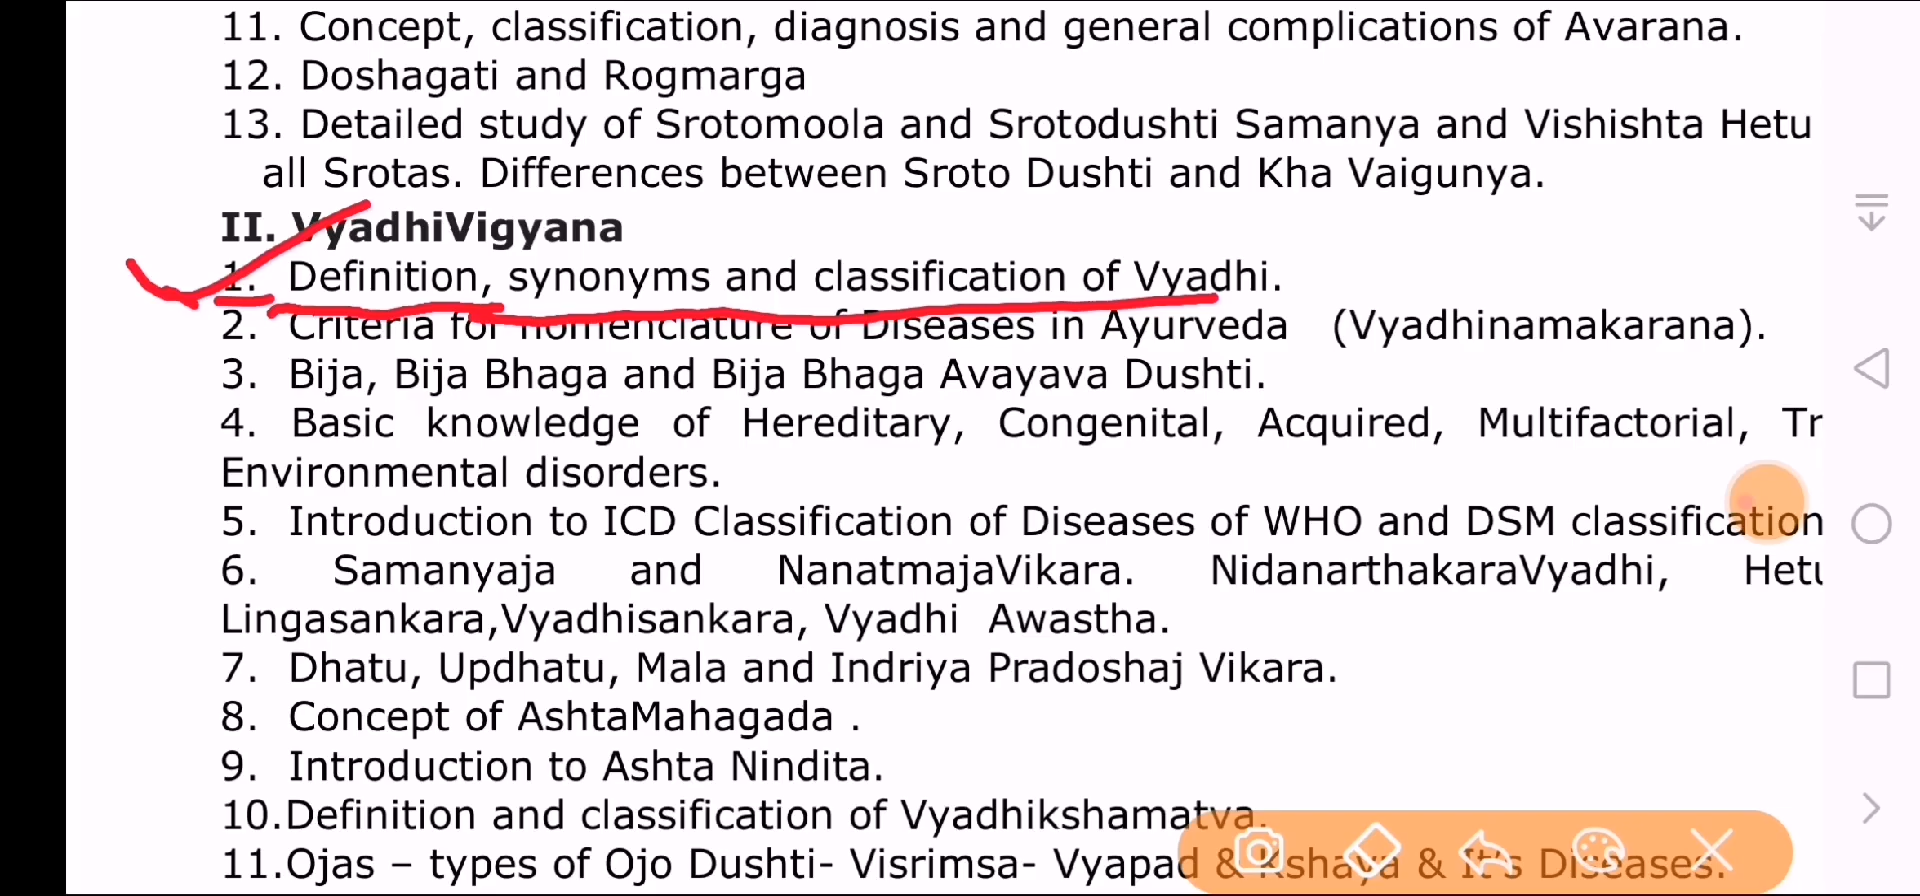 11. Concept, classification, diagnosis and general complications of Avarana.
12. Doshagati and Rogmarga
13. Detailed study of Srotomoola and Srotodushti Samanya and Vishishta Hetu
all Srotas. Differences between Sroto Dushti and Kha Vaigunya.
II. VyadhiVigyana
1. Definition, synonyms and classification of Vyadhi.
2. Criteria for nomenclature of Diseases in Ayurveda (Vyadhinamakarana).
3. Bija, Bija Bhaga and Bija Bhaga Avayava Dushti.
4. Basic knowledge of Hereditary, Congenital, Acquired, Multifactorial, Tr
Environmental disorders.
5. Introduction to ICD Classification of Diseases of WHO and DSM classification
6. Samanyaja and NanatmajaVikara. NidanarthakaraVyadhi,
Lingasankara,Vyadhisankara, Vyadhi Awastha.
7. Dhatu, Updhatu, Mala and Indriya Pradoshaj Vikara.
8. Concept of AshtaMahagada .
9. Introduction to Ashta Nindita.
10.Definition and classification of Vyadhikshamatva.
11.Ojas – types of Ojo Dushti- Visrimsa- Vyapad & Kshaya & It's Diseases.